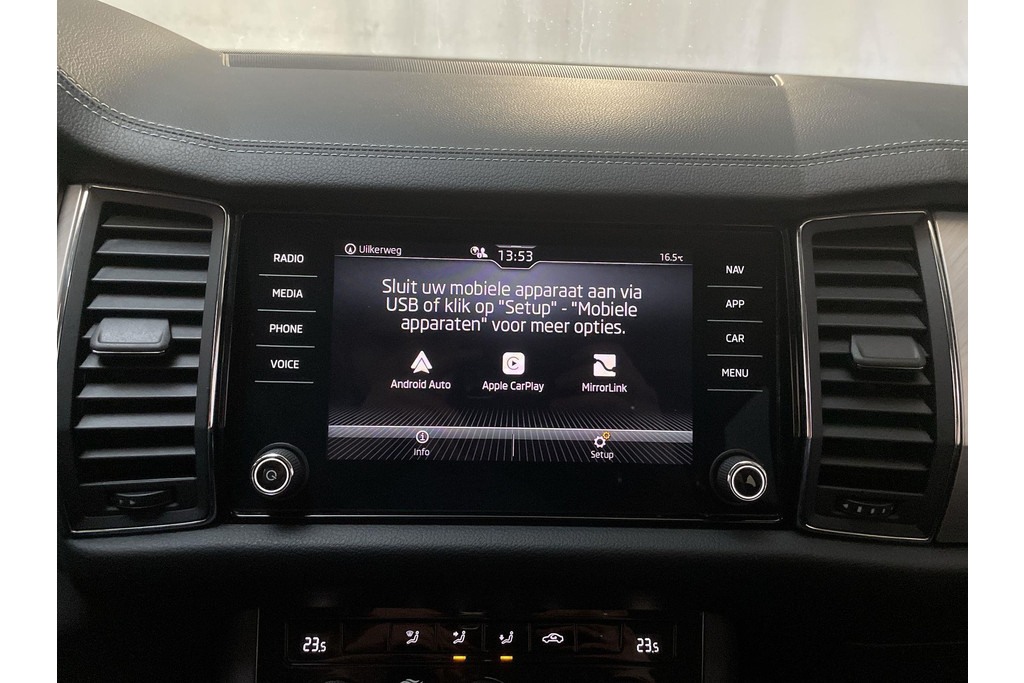 Uilkerweg 13:53 16.5°C
RADIO
MEDIA
PHONE
VOICE
Sluit uw mobiele apparaat aan via
USB of klik op "Setup" - "Mobiele
apparaten" voor meer opties.
Android Auto Apple CarPlay MirrorLink
Info Setup
NAV
APP
CAR
MENU
23.5 23.5